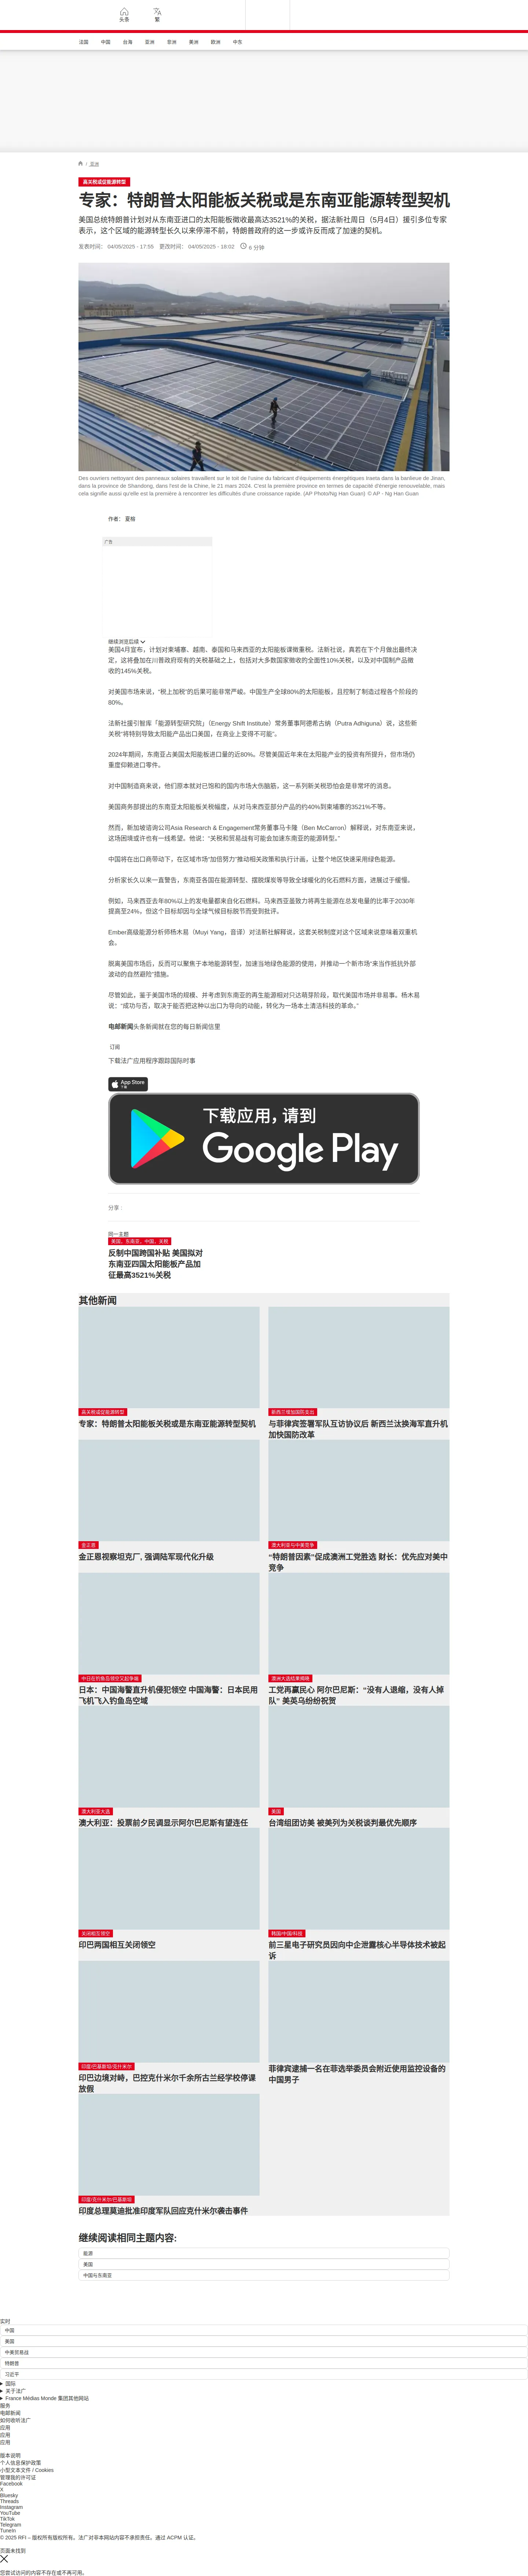 头条
繁
法国
中国
台海
亚洲
非洲
美洲
欧洲
中东
/ 亚洲
高关税或促能源转型
专家：特朗普太阳能板关税或是东南亚能源转型契机
美国总统特朗普计划对从东南亚进口的太阳能板徵收最高达3521%的关税，据法新社周日（5月4日）援引多位专家
表示，这个区域的能源转型长久以来停滞不前，特朗普政府的这一步或许反而成了加速的契机。
发表时间： 04/05/2025 - 17:55 更改时间： 04/05/2025 - 18:02 6 分钟
Des ouvriers nettoyant des panneaux solaires travaillent sur le toit de l'usine du fabricant d'équipements énergétiques Iraeta dans la banlieue de Jinan,
dans la province de Shandong, dans l'est de la Chine, le 21 mars 2024. C'est la première province en termes de capacité d'énergie renouvelable, mais
cela signifie aussi qu'elle est la première à rencontrer les difficultés d'une croissance rapide. (AP Photo/Ng Han Guan) © AP - Ng Han Guan
作者： 夏榕
广告
继续浏览后续
美国4月宣布，计划对柬埔寨、越南、泰国和马来西亚的太阳能板课徵重税。法新社说，真若在下个月做出最终决
定，这将叠加在川普政府现有的关税基础之上，包括对大多数国家徵收的全面性10%关税，以及对中国制产品徵
收的145%关税。
对美国市场来说，“税上加税”的后果可能非常严峻。中国生产全球80%的太阳能板，且控制了制造过程各个阶段的
80%。
法新社援引智库「能源转型研究院」（Energy Shift Institute）常务董事阿德希古纳（Putra Adhiguna）说，这些新
关税“将特别导致太阳能产品出口美国，在商业上变得不可能”。
2024年期间，东南亚占美国太阳能板进口量的近80%。尽管美国近年来在太阳能产业的投资有所提升，但市场仍
重度仰赖进口零件。
对中国制造商来说，他们原本就对已饱和的国内市场大伤脑筋，这一系列新关税恐怕会是非常坏的消息。
美国商务部提出的东南亚太阳能板关税幅度，从对马来西亚部分产品的约40%到柬埔寨的3521%不等。
然而，新加坡谘询公司Asia Research & Engagement常务董事马卡隆（Ben McCarron）解释说，对东南亚来说，
这场困境或许也有一线希望。他说：“关税和贸易战有可能会加速东南亚的能源转型。”
中国将在出口商带动下，在区域市场“加倍努力”推动相关政策和执行计画，让整个地区快速采用绿色能源。
分析家长久以来一直警告，东南亚各国在能源转型、摆脱煤炭等导致全球暖化的化石燃料方面，进展过于缓慢。
例如，马来西亚去年80%以上的发电量都来自化石燃料。马来西亚虽致力将再生能源在总发电量的比率于2030年
提高至24%，但这个目标却因与全球气候目标脱节而受到批评。
Ember高级能源分析师杨木易（Muyi Yang，音译）对法新社解释说，这套关税制度对这个区域来说意味着双重机
会。
脱离美国市场后，反而可以聚焦于本地能源转型，加速当地绿色能源的使用，并推动一个新市场“来当作抵抗外部
波动的自然避险”措施。
尽管如此，鉴于美国市场的规模、并考虑到东南亚的再生能源相对只达萌芽阶段，取代美国市场并非易事。杨木易
说：“成功与否，取决于能否把这种以出口为导向的动能，转化为一场本土清洁科技的革命。”
电邮新闻头条新闻就在您的每日新闻信里
订阅
下载法广应用程序跟踪国际时事
App Store
下载
下载应用，请到
Google Play
分享 :
同一主题
美国，东南亚，中国，关税
反制中国跨国补贴 美国拟对
东南亚四国太阳能板产品加
征最高3521%关税
其他新闻
高关税或促能源转型
专家：特朗普太阳能板关税或是东南亚能源转型契机
新西兰增加国防支出
与菲律宾签署军队互访协议后 新西兰汰换海军直升机
加快国防改革
金正恩
金正恩视察坦克厂, 强调陆军现代化升级
澳大利亚与中美竞争
“特朗普因素”促成澳洲工党胜选 财长：优先应对美中
竞争
中日在钓鱼岛领空又起争端
日本：中国海警直升机侵犯领空 中国海警：日本民用
飞机飞入钓鱼岛空域
澳洲大选结果揭晓
工党再赢民心 阿尔巴尼斯：“没有人退缩，没有人掉
队” 美英乌纷纷祝贺
澳大利亚大选
澳大利亚：投票前夕民调显示阿尔巴尼斯有望连任
美国
台湾组团访美 被美列为关税谈判最优先顺序
关闭相互领空
印巴两国相互关闭领空
韩国/中国/科技
前三星电子研究员因向中企泄露核心半导体技术被起
诉
印度/巴基斯坦/克什米尔
印巴边境对峙，巴控克什米尔千余所古兰经学校停课
放假
菲律宾逮捕一名在菲选举委员会附近使用监控设备的
中国男子
印度/克什米尔/巴基斯坦
印度总理莫迪批准印度军队回应克什米尔袭击事件
继续阅读相同主题内容:
能源
美国
中国与东南亚
实时
中国
美国
中美贸易战
特朗普
习近平
国际
关于法广
France Médias Monde 集团其他网站
服务
电邮新闻
如何收听法广
应用
应用
应用
版本说明
个人信息保护政策
小型文本文件 / Cookies
管理我的许可证
Facebook
X
Bluesky
Threads
Instagram
YouTube
TikTok
Telegram
TuneIn
© 2025 RFI – 版权所有版权所有。法广对非本网站内容不承担责任。通过 ACPM 认证。
页面未找到
您尝试访问的内容不存在或不再可用。